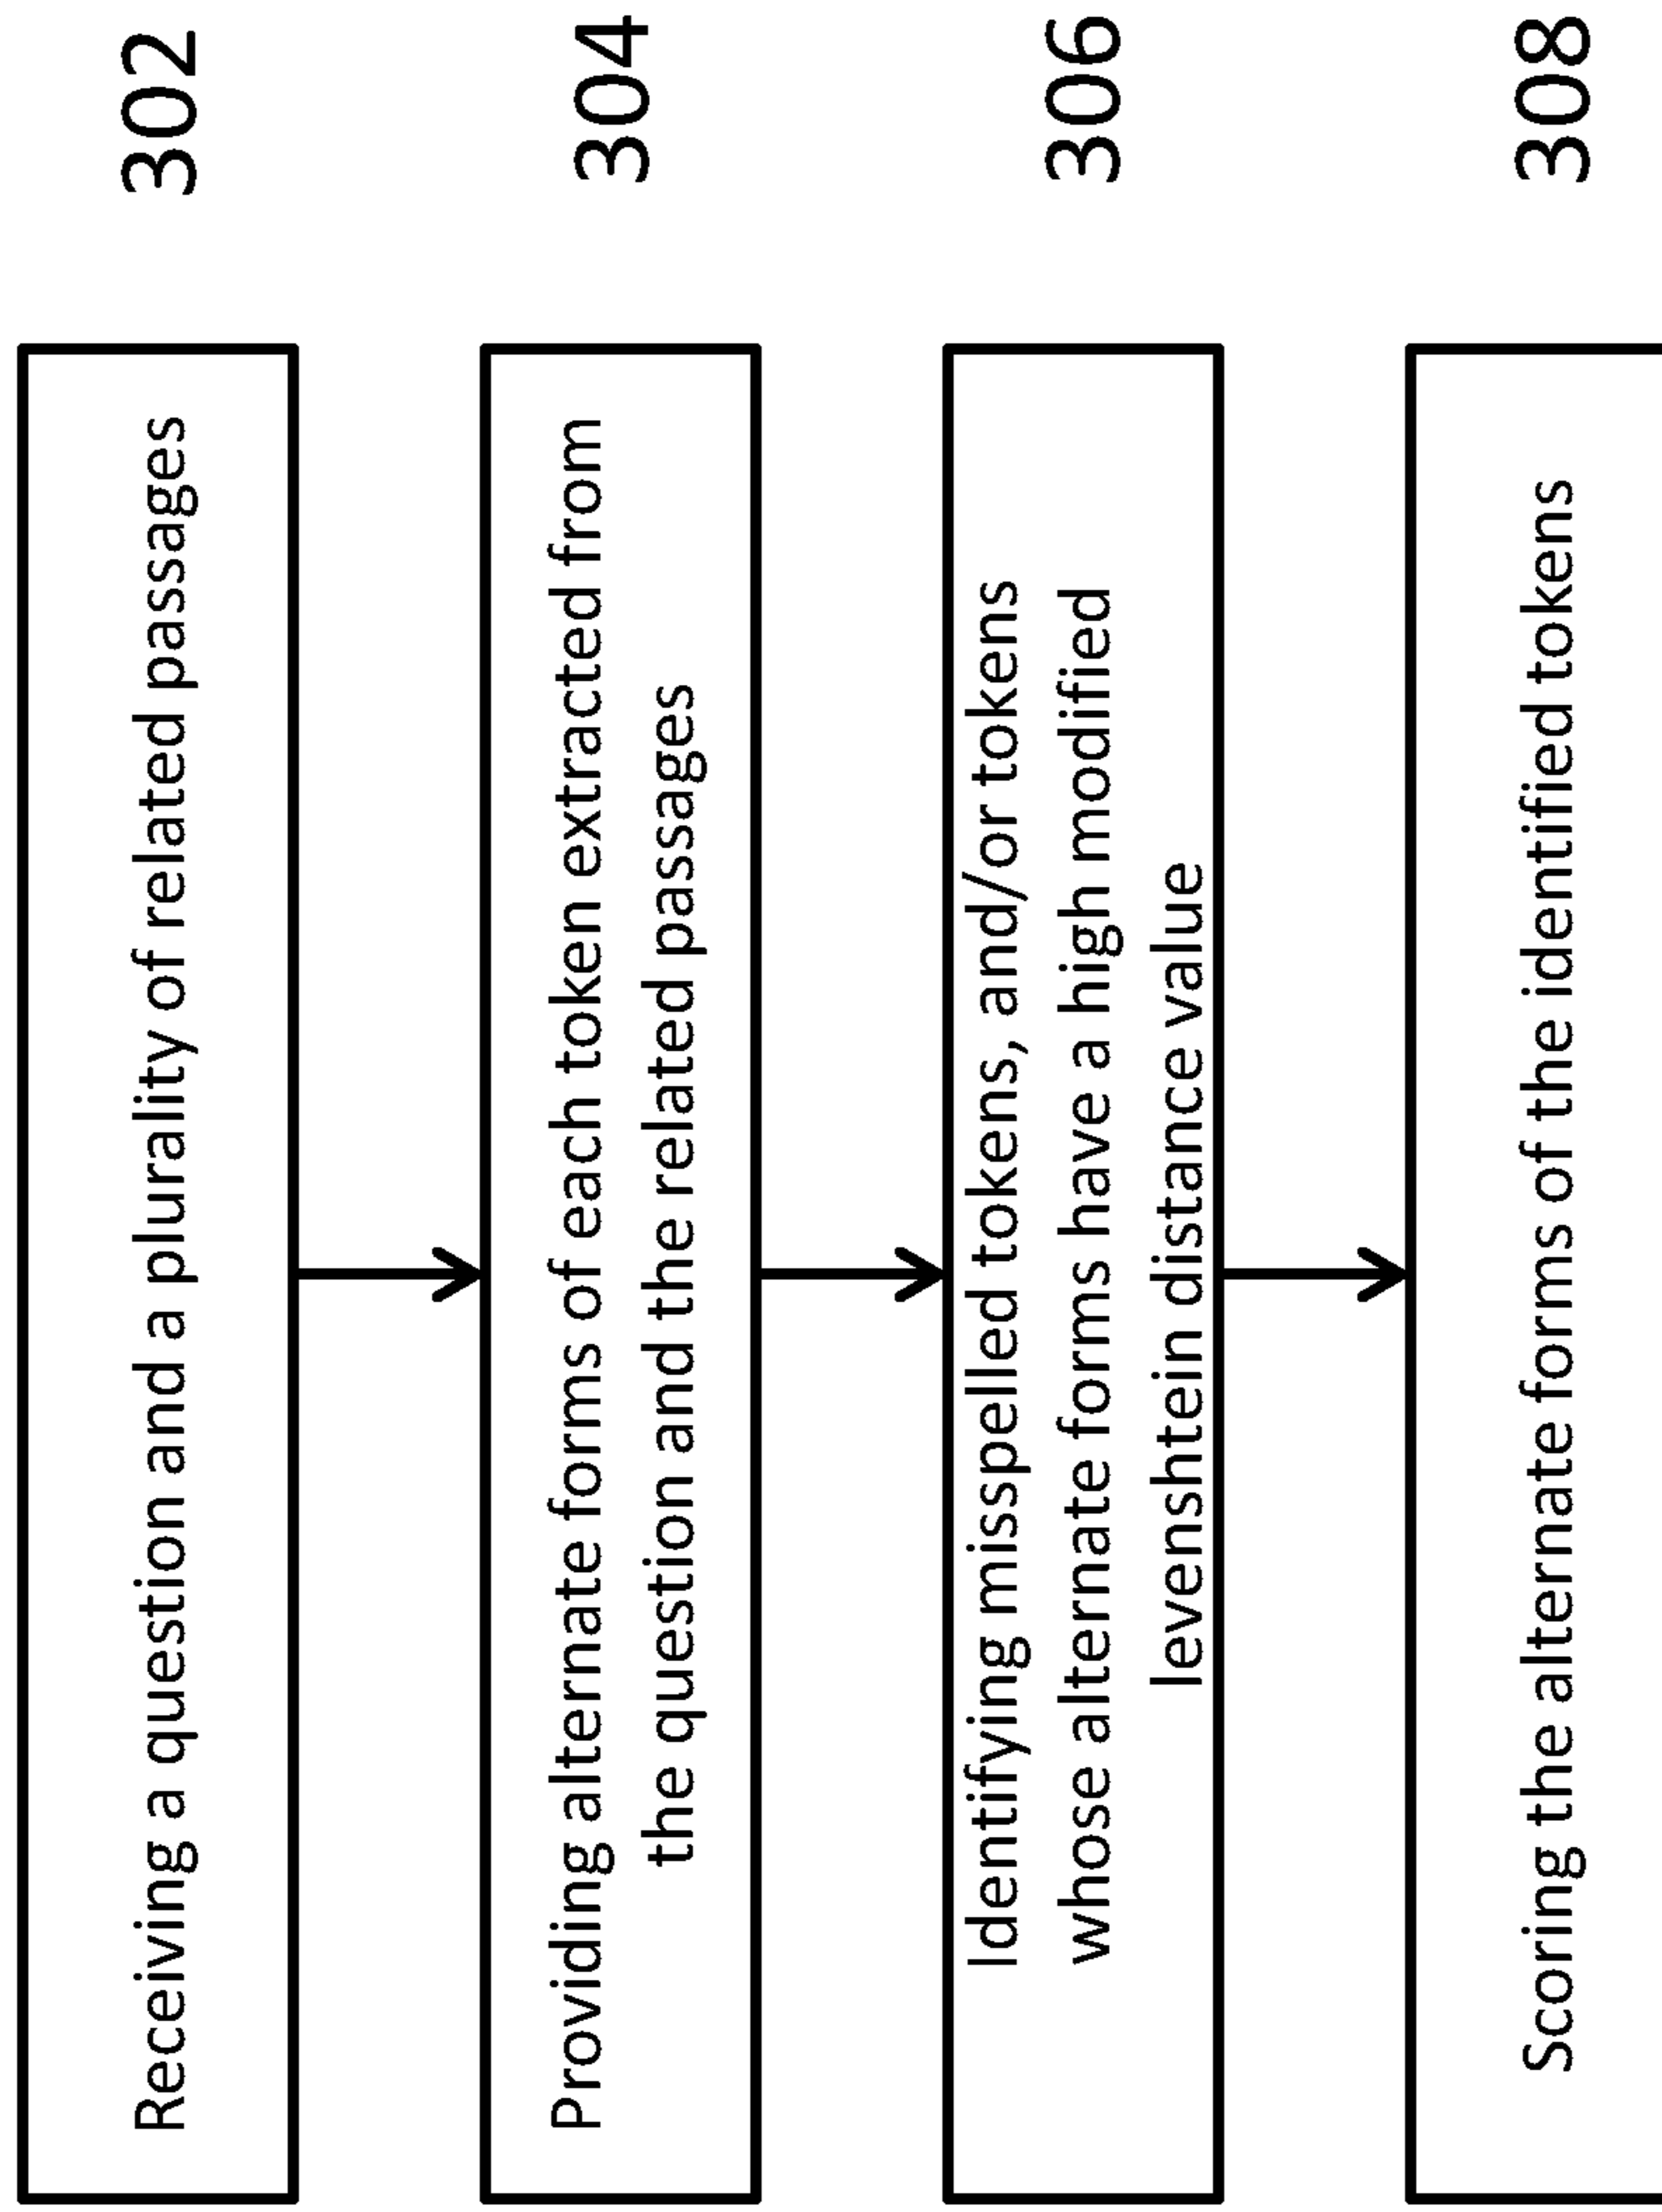 Receiving a question and a plurality of related passages
302
Providing alternate forms of each token extracted from
the question and the related passages
304
Identifying misspelled tokens, and/or tokens
whose alternate forms have a high modified
levenshtein distance value
306
Scoring the alternate forms of the identified tokens
308